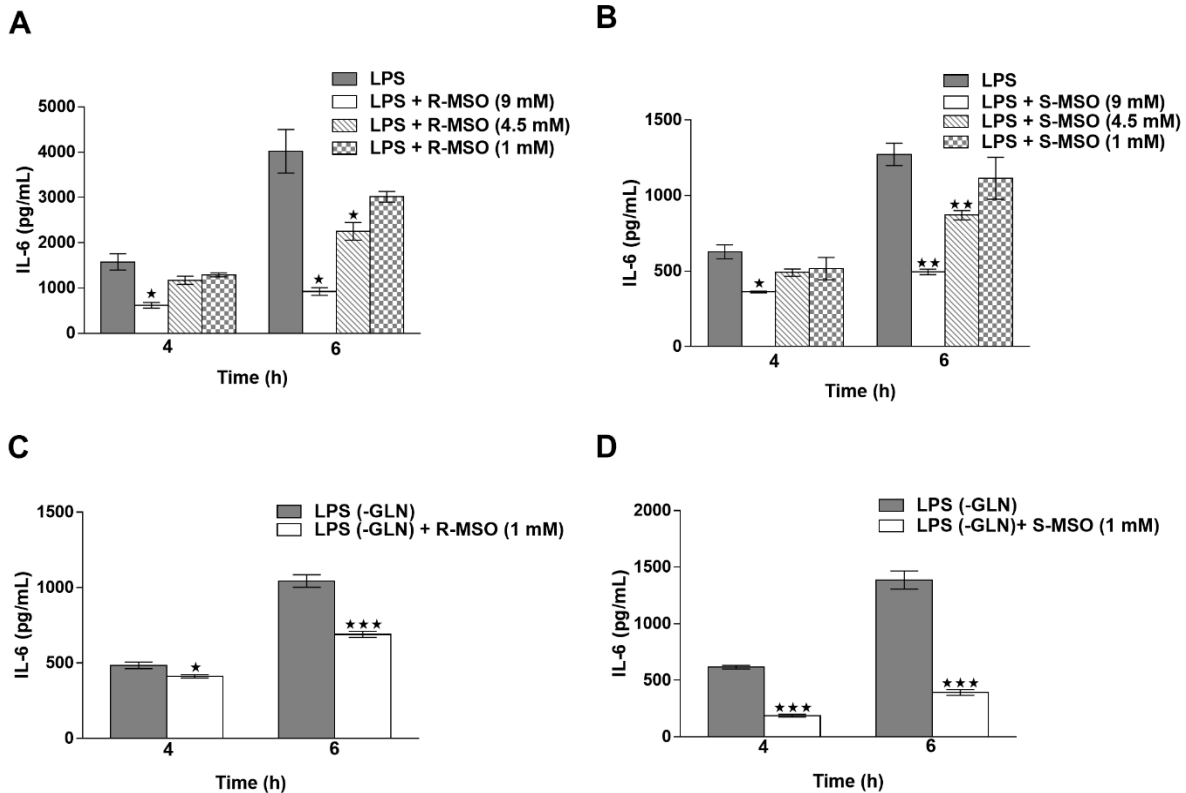 A
LPS
LPS + R-MSO (9 mM)
LPS + R-MSO (4.5 mM)
LPS + R-MSO (1 mM)
5000
4000
3000
2000
1000
0
IL-6 (pg/mL)
★
★
★
4
6
Time (h)
B
LPS
LPS + S-MSO (9 mM)
LPS + S-MSO (4.5 mM)
LPS + S-MSO (1 mM)
1500
1000
500
0
IL-6 (pg/mL)
★
★★
★★
4
6
Time (h)
C
LPS (-GLN)
LPS (-GLN) + R-MSO (1 mM)
1500
1000
500
0
IL-6 (pg/mL)
★
★★★
4
6
Time (h)
D
LPS (-GLN)
LPS (-GLN)+ S-MSO (1 mM)
2000
1500
1000
500
0
IL-6 (pg/mL)
★★★
★★★
4
6
Time (h)